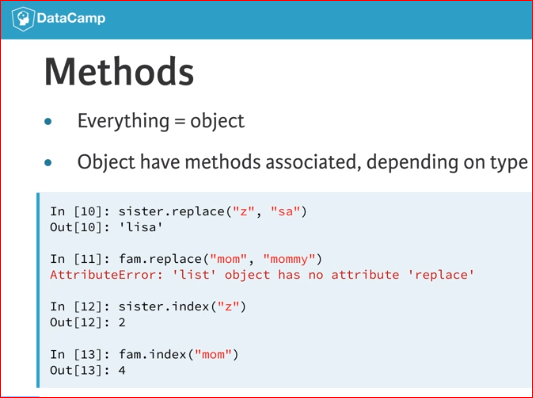 DataCamp
Methods
• Everything = object
• Object have methods associated, depending on type
In [10]: sister.replace("z", "sa")
Out[10]: 'lisa'
In [11]: fam.replace("mom", "mommy")
AttributeError: 'list' object has no attribute 'replace'
In [12]: sister.index("z")
Out[12]: 2
In [13]: fam.index("mom")
Out[13]: 4